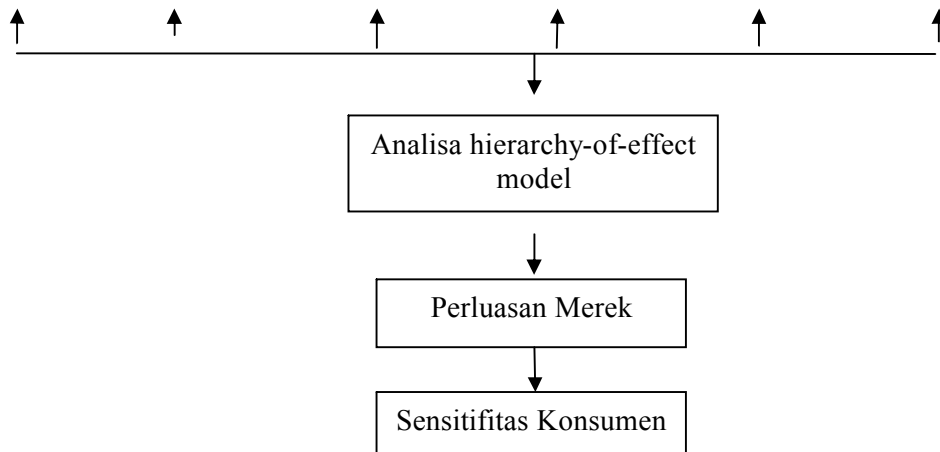 Analisa hierarchy-of-effect
model
Perluasan Merek
Sensitifitas Konsumen